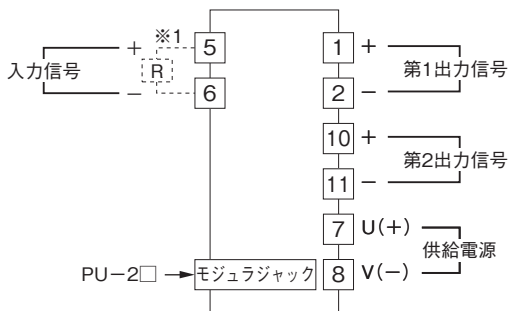 ※1
入力信号
+
−
R
5
6
1 +
2 −
第1出力信号
10 +
11 −
第2出力信号
7 U(+)
8 V(−)
供給電源
PU−2□
モジュラジャック